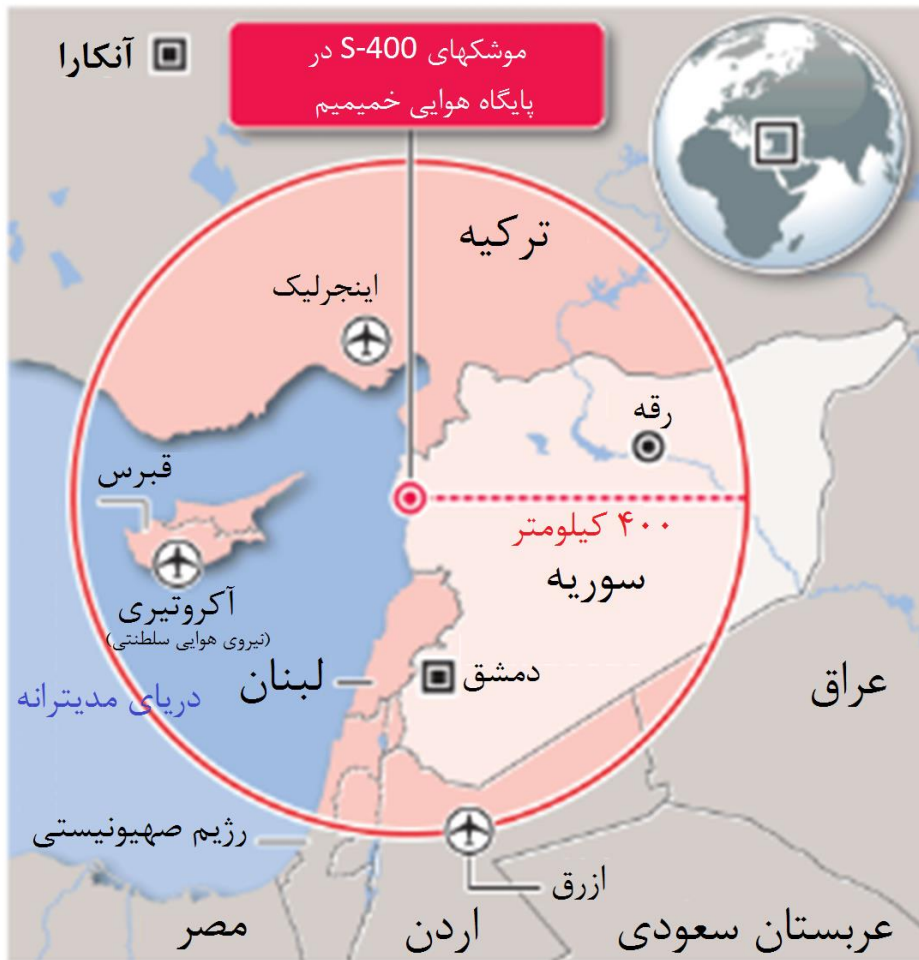 آنکارا
موشکهای S-400 در
پایگاه هوایی خمیمیم
ترکیه
اینجرلیک
رقه
قبرس
۴۰۰ کیلومتر
سوریه
آکروتیری
(نیروی هوایی سلطنتی)
دمشق
لبنان
عراق
دریای مدیترانه
رژیم صهیونیستی
ازرق
عربستان سعودی
اردن
مصر